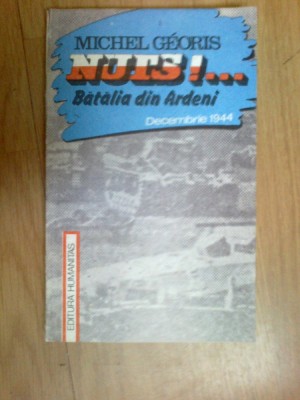 MICHEL GÉORIS
NUTS!...
Bătălia din Ardeni
Decembrie 1944
EDITURA HUMANITAS